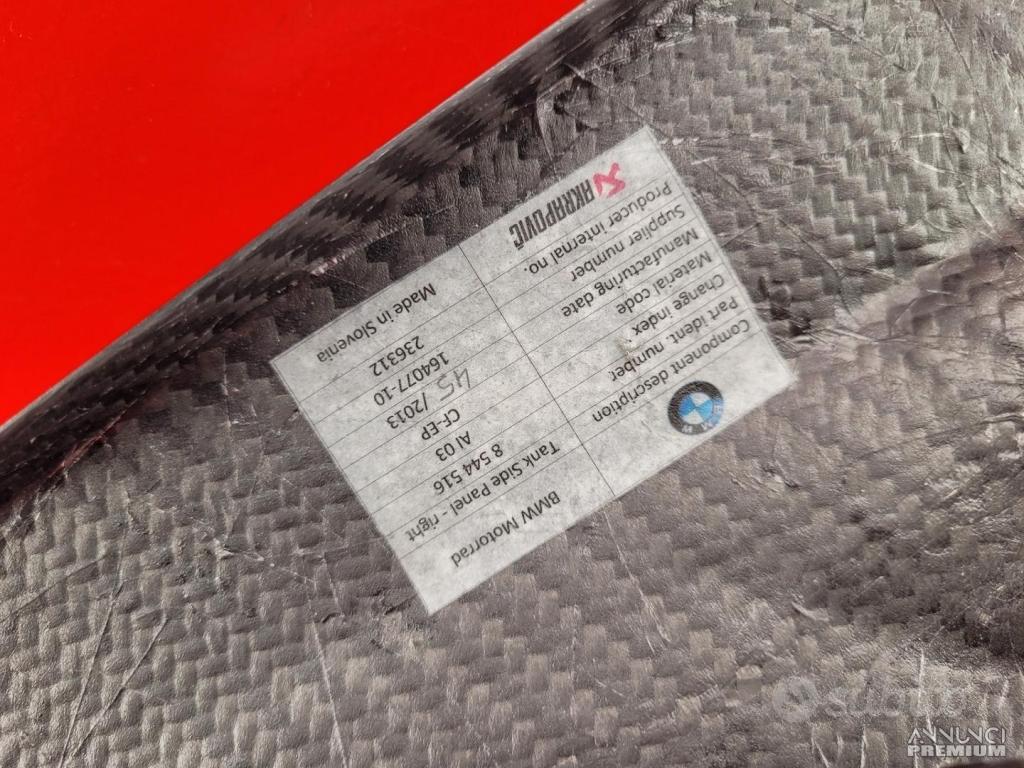 BMW Motorrad
Component description Tank Side Panel - right
Part ident. number 8 544 516
Change index AI 03
Material code CF-EP
Manufacturing date 45 /2013
Supplier number 164077-10
Producer internal no. 236312
AKRAPOVIČ Made in Slovenia
subito
ANNUNCI
PREMIUM